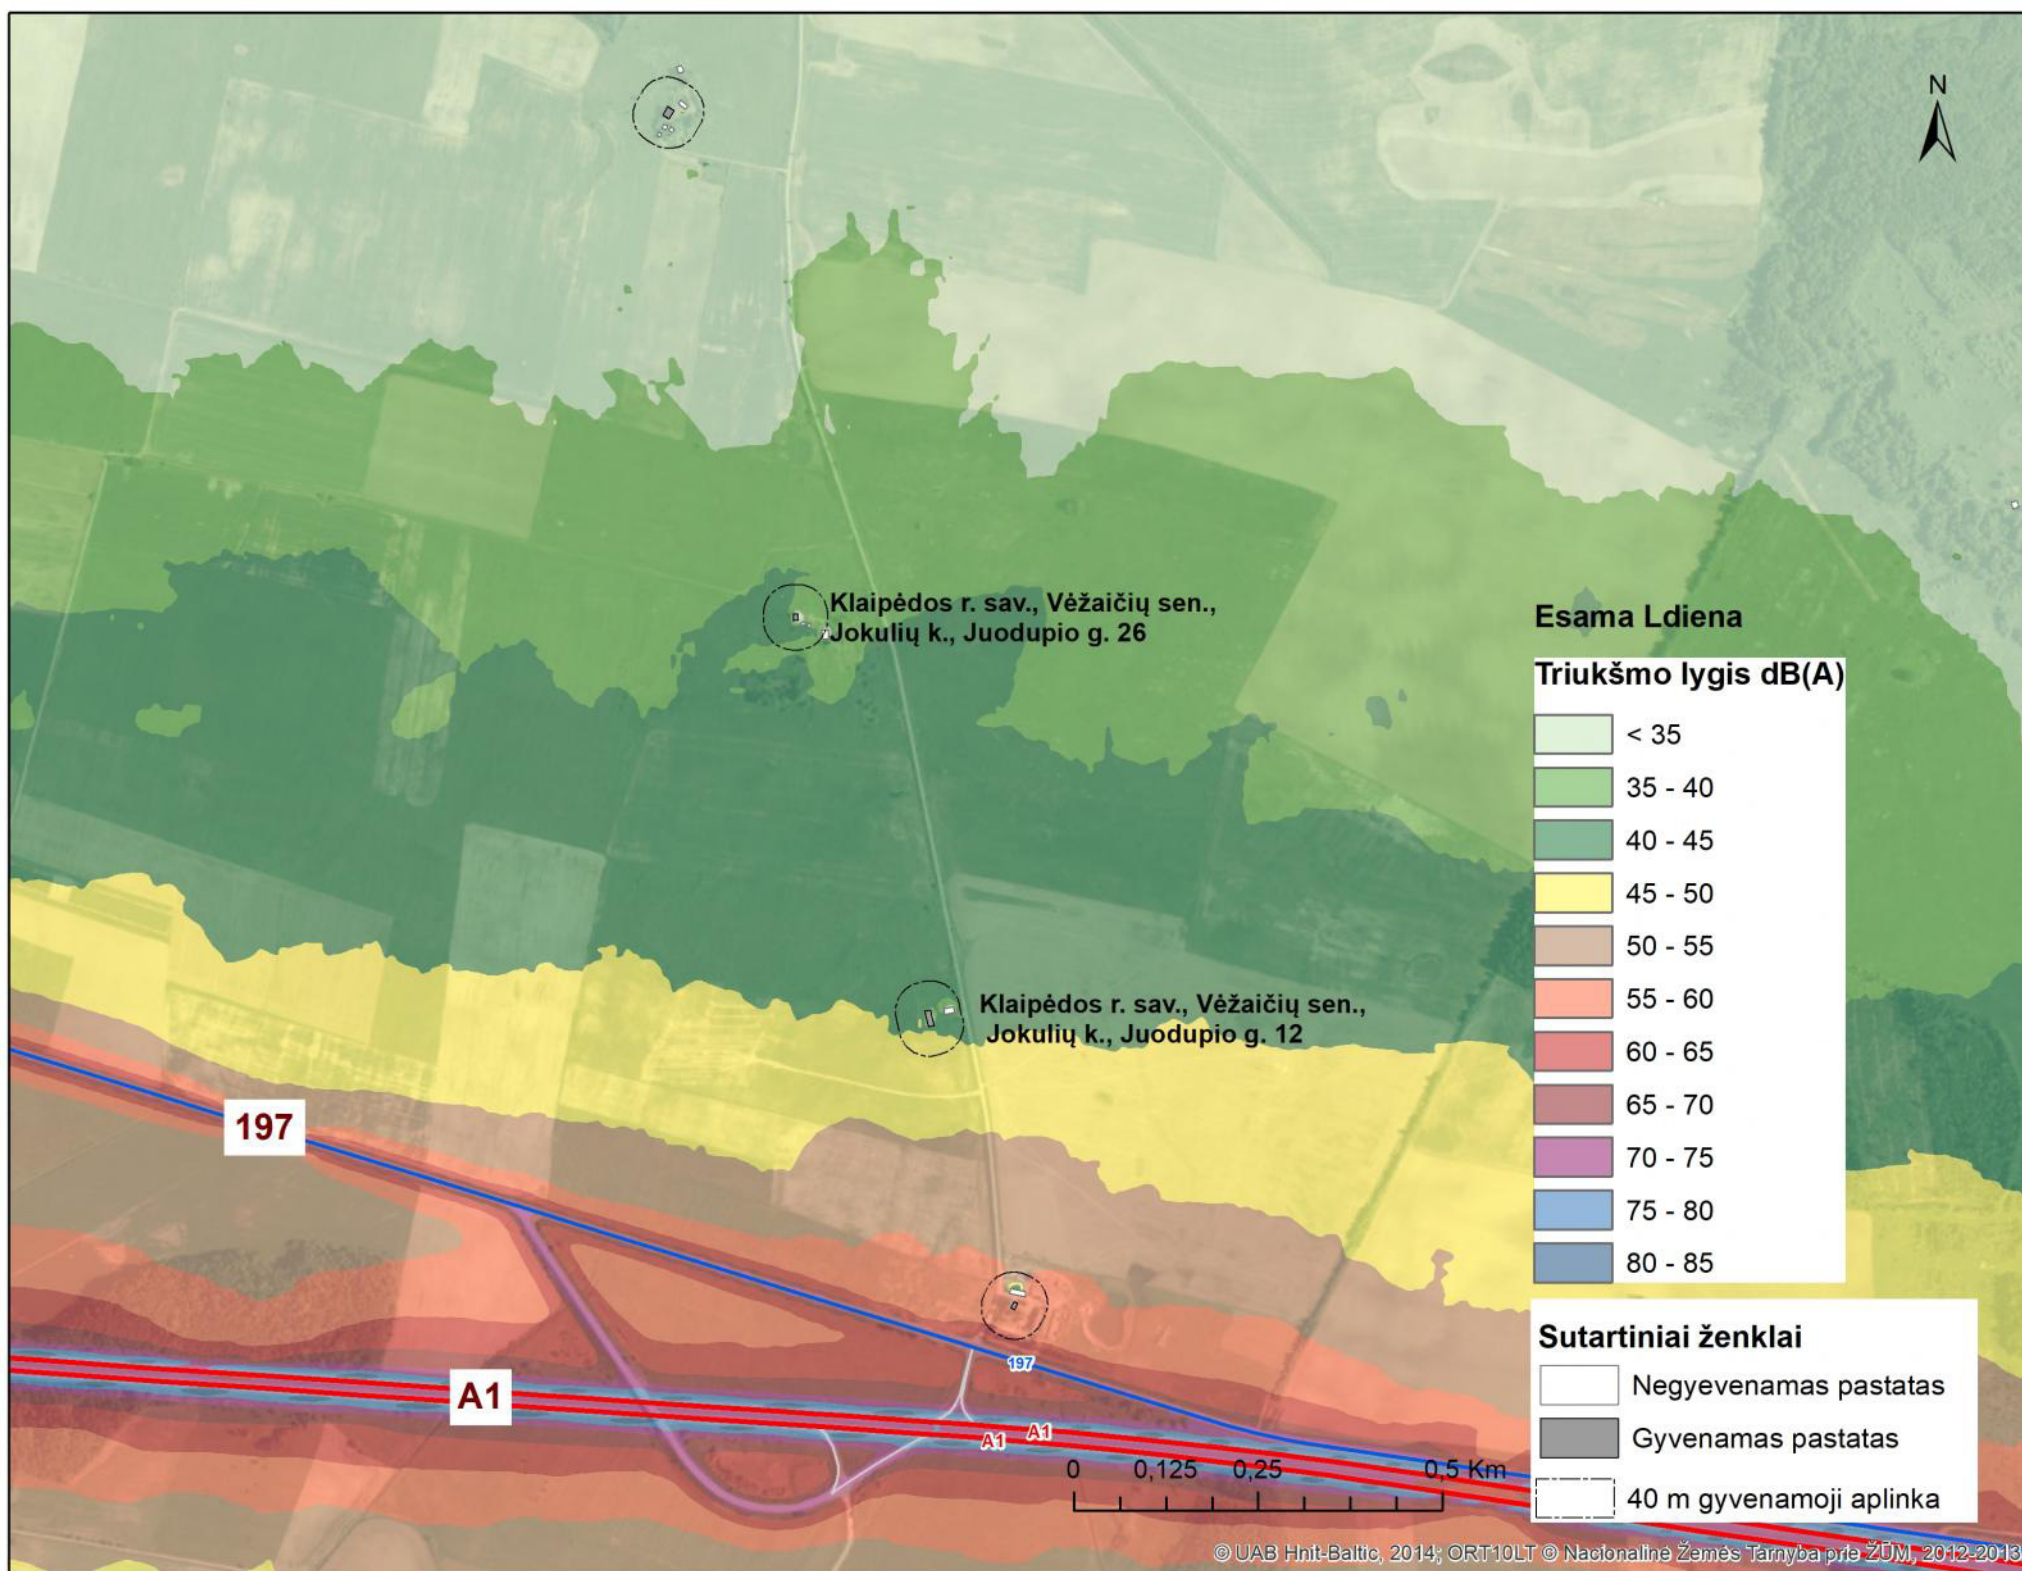 N
Klaipėdos r. sav., Vėžaičių sen.,
Jokulių k., Juodupio g. 26
Esama Ldiena
Triukšmo lygis dB(A)
< 35
35 - 40
40 - 45
45 - 50
50 - 55
55 - 60
60 - 65
65 - 70
70 - 75
75 - 80
80 - 85
Klaipėdos r. sav., Vėžaičių sen.,
Jokulių k., Juodupio g. 12
197
197
A1
A1
A1
Sutartiniai ženklai
Negyevenamas pastatas
Gyvenamas pastatas
40 m gyvenamoji aplinka
0 0,125 0,25 0,5 Km
© UAB Hnit-Baltic, 2014; ORT10LT © Nacionalinė Žemės Tarnyba prie ŽŪM, 2012-2013